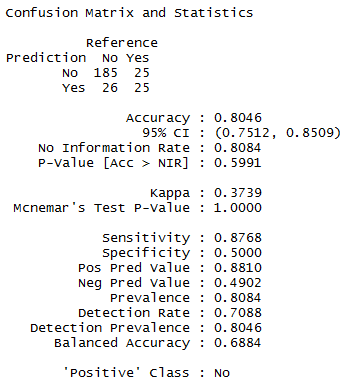 Confusion Matrix and Statistics
Reference
Prediction No Yes
No 185 25
Yes 26 25
Accuracy : 0.8046
95% CI : (0.7512, 0.8509)
No Information Rate : 0.8084
P-Value [Acc > NIR] : 0.5991
Kappa : 0.3739
Mcnemar's Test P-Value : 1.0000
Sensitivity : 0.8768
Specificity : 0.5000
Pos Pred Value : 0.8810
Neg Pred Value : 0.4902
Prevalence : 0.8084
Detection Rate : 0.7088
Detection Prevalence : 0.8046
Balanced Accuracy : 0.6884
'Positive' Class : No